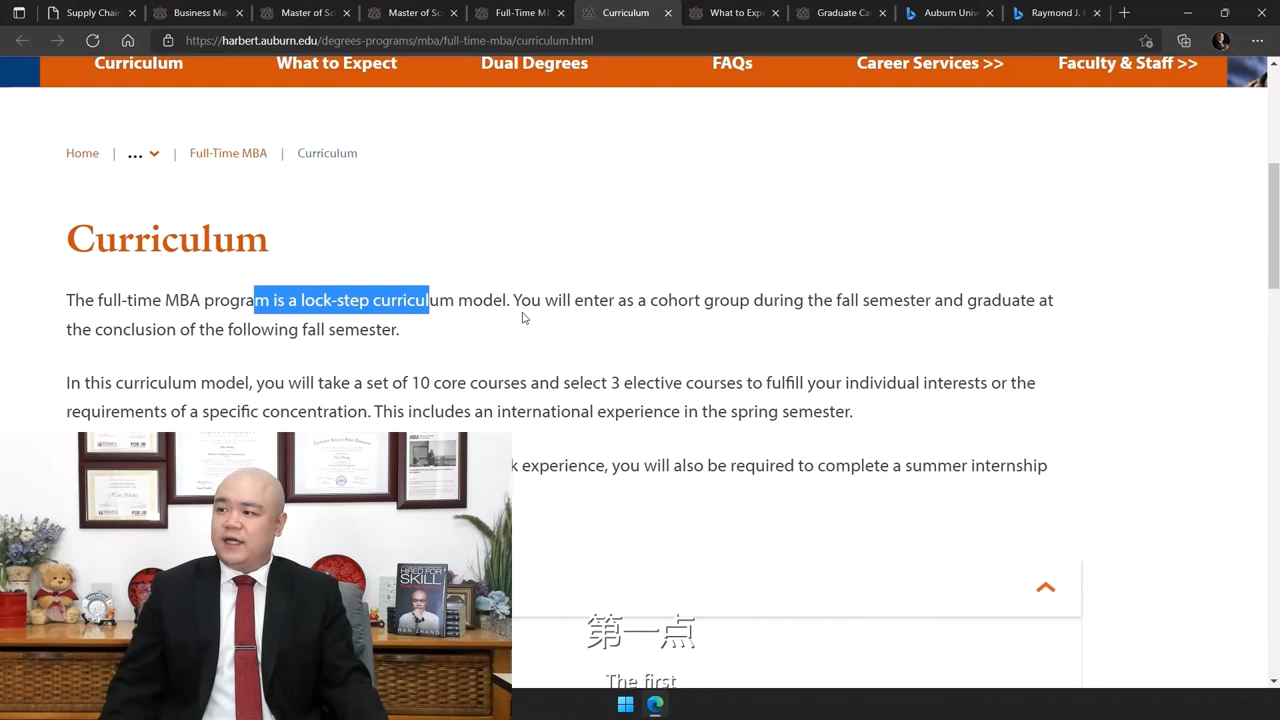 Supply Chain
Business Maj
Master of Sc
Master of Sc
Full-Time M
Curriculum
What to Exp
Graduate Ca
Auburn Univ
Raymond J. H
https://harbert.auburn.edu/degrees-programs/mba/full-time-mba/curriculum.html
Curriculum
What to Expect
Dual Degrees
FAQs
Career Services >>
Faculty & Staff >>
Home | ... | Full-Time MBA | Curriculum
Curriculum
The full-time MBA program is a lock-step curriculum model. You will enter as a cohort group during the fall semester and graduate at
the conclusion of the following fall semester.
In this curriculum model, you will take a set of 10 core courses and select 3 elective courses to fulfill your individual interests or the
requirements of a specific concentration. This includes an international experience in the spring semester.
experience, you will also be required to complete a summer internship
HIRED FOR
SKILL
HAN ZHANG
第一点
The first